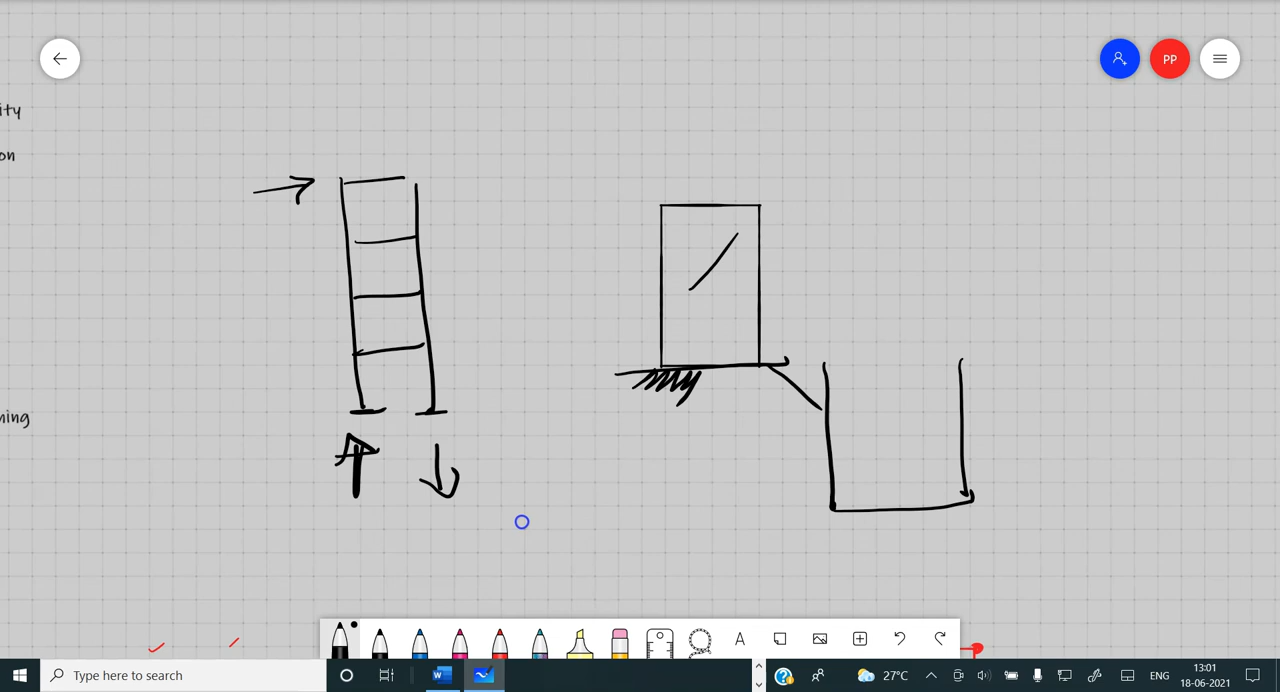 PP
ity
on
ning
A
Type here to search
27°C
ENG
13:01
18-06-2021